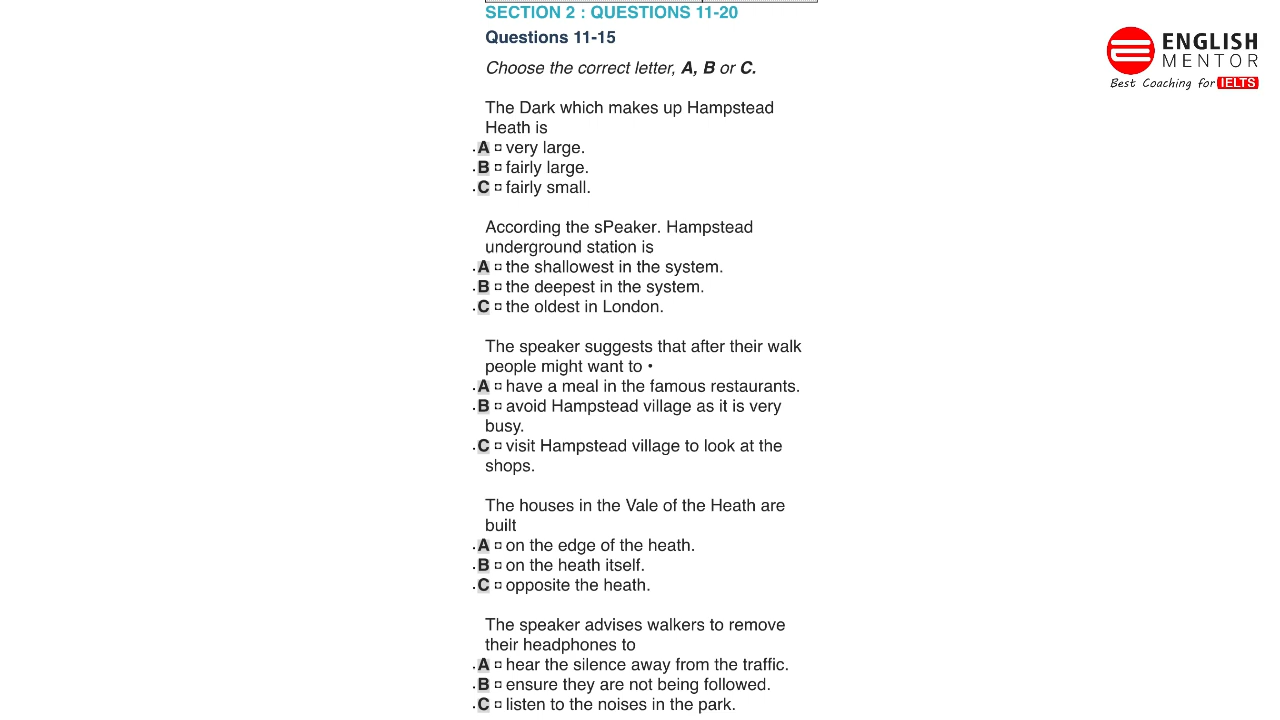 SECTION 2 : QUESTIONS 11-20
Questions 11-15
Choose the correct letter, A, B or C.
The Dark which makes up Hampstead
Heath is
.A ¤ very large.
.B ¤ fairly large.
.C ¤ fairly small.
According the sPeaker. Hampstead
underground station is
.A ¤ the shallowest in the system.
.B ¤ the deepest in the system.
.C ¤ the oldest in London.
The speaker suggests that after their walk
people might want to •
.A ¤ have a meal in the famous restaurants.
.B ¤ avoid Hampstead village as it is very
busy.
.C ¤ visit Hampstead village to look at the
shops.
The houses in the Vale of the Heath are
built
.A ¤ on the edge of the heath.
.B ¤ on the heath itself.
.C ¤ opposite the heath.
The speaker advises walkers to remove
their headphones to
.A ¤ hear the silence away from the traffic.
.B ¤ ensure they are not being followed.
.C ¤ listen to the noises in the park.
ENGLISH
MENTOR
Best Coaching for IELTS